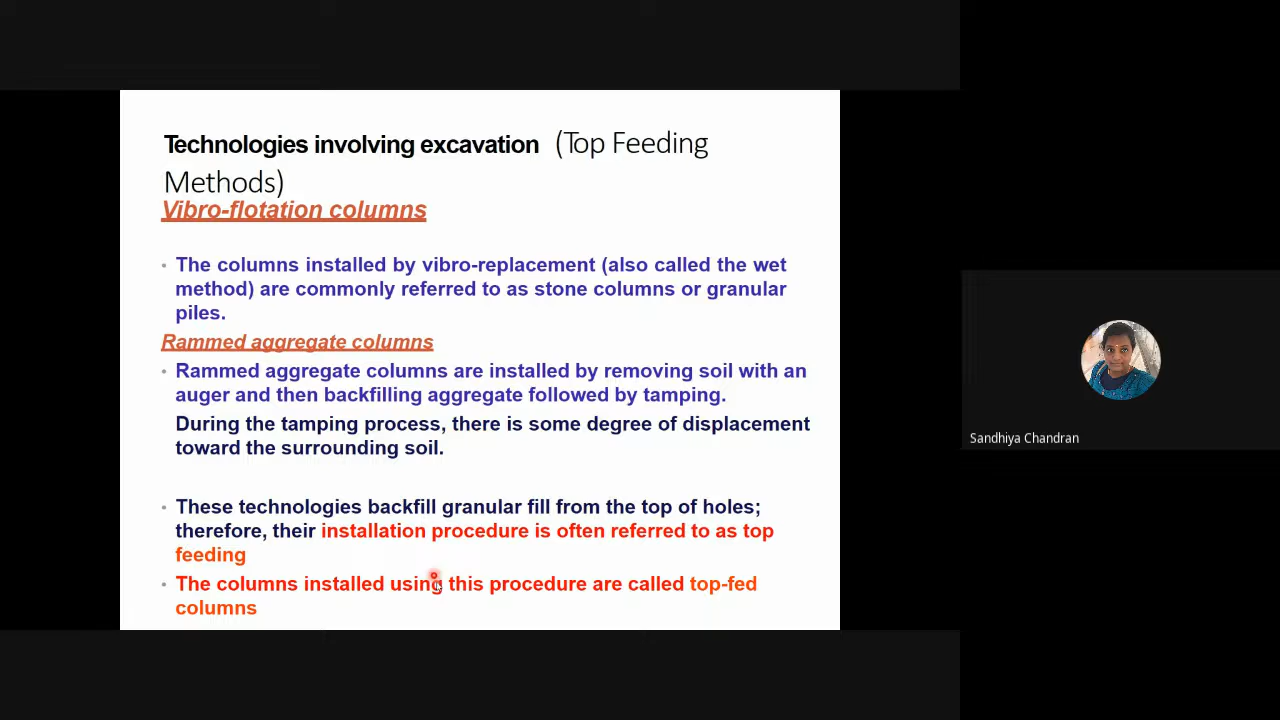 Technologies involving excavation (Top Feeding
Methods)
Vibro-flotation columns
• The columns installed by vibro-replacement (also called the wet
method) are commonly referred to as stone columns or granular
piles.
Rammed aggregate columns
• Rammed aggregate columns are installed by removing soil with an
auger and then backfilling aggregate followed by tamping.
During the tamping process, there is some degree of displacement
toward the surrounding soil.
• These technologies backfill granular fill from the top of holes;
therefore, their installation procedure is often referred to as top
feeding
• The columns installed using this procedure are called top-fed
columns
Sandhiya Chandran